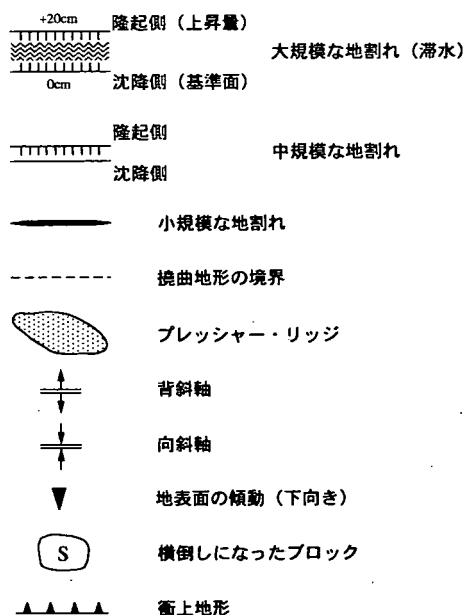 +20cm 隆起側（上昇量）
大規模な地割れ（滞水）
0cm 沈降側（基準面）
隆起側
中規模な地割れ
沈降側
小規模な地割れ
撓曲地形の境界
プレッシャー・リッジ
背斜軸
向斜軸
地表面の傾動（下向き）
S 横倒しになったブロック
衝上地形